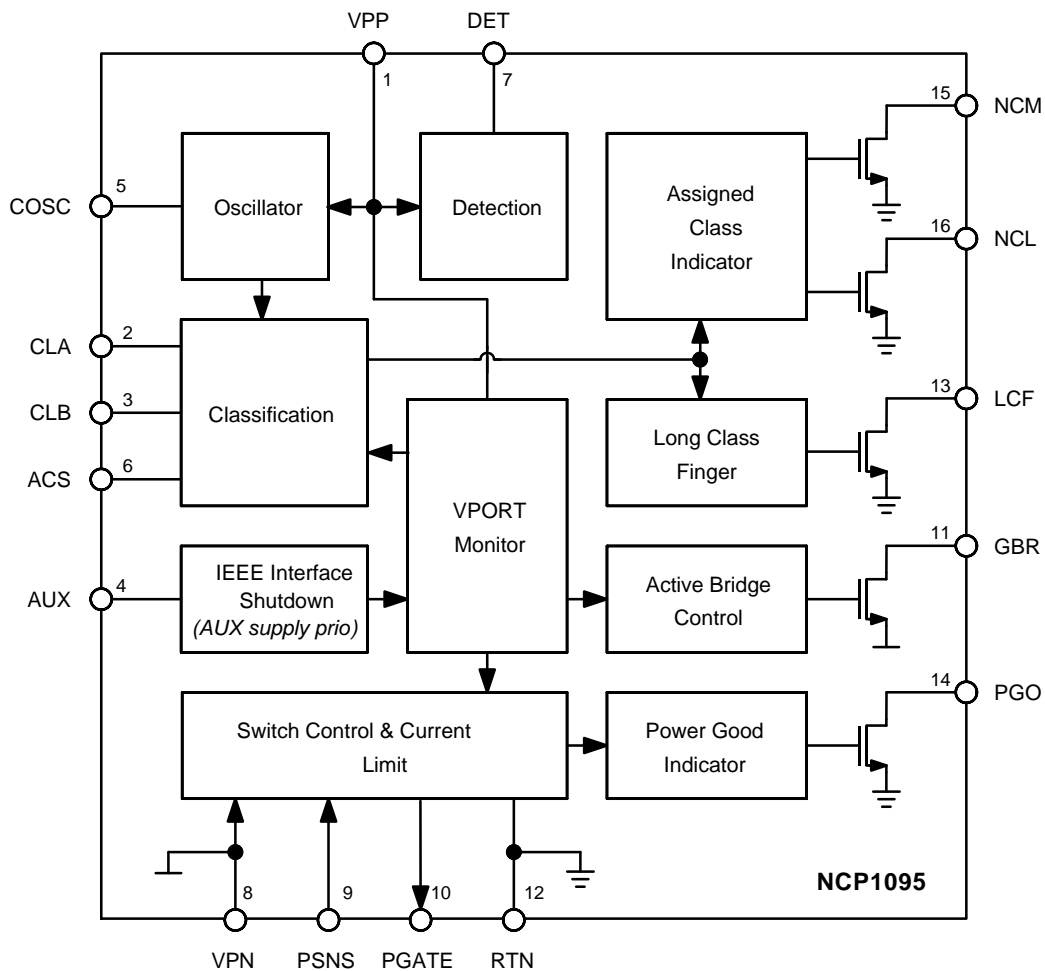 VPP
DET
1
7
15
NCM
5
COSC
Oscillator
Detection
Assigned
Class
Indicator
16
NCL
2
CLA
3
CLB
6
ACS
Classification
13
LCF
Long Class
Finger
VPORT
Monitor
11
GBR
4
AUX
IEEE Interface
Shutdown
(AUX supply prio)
Active Bridge
Control
14
PGO
Switch Control & Current
Limit
Power Good
Indicator
8
9
10
12
NCP1095
VPN
PSNS
PGATE
RTN